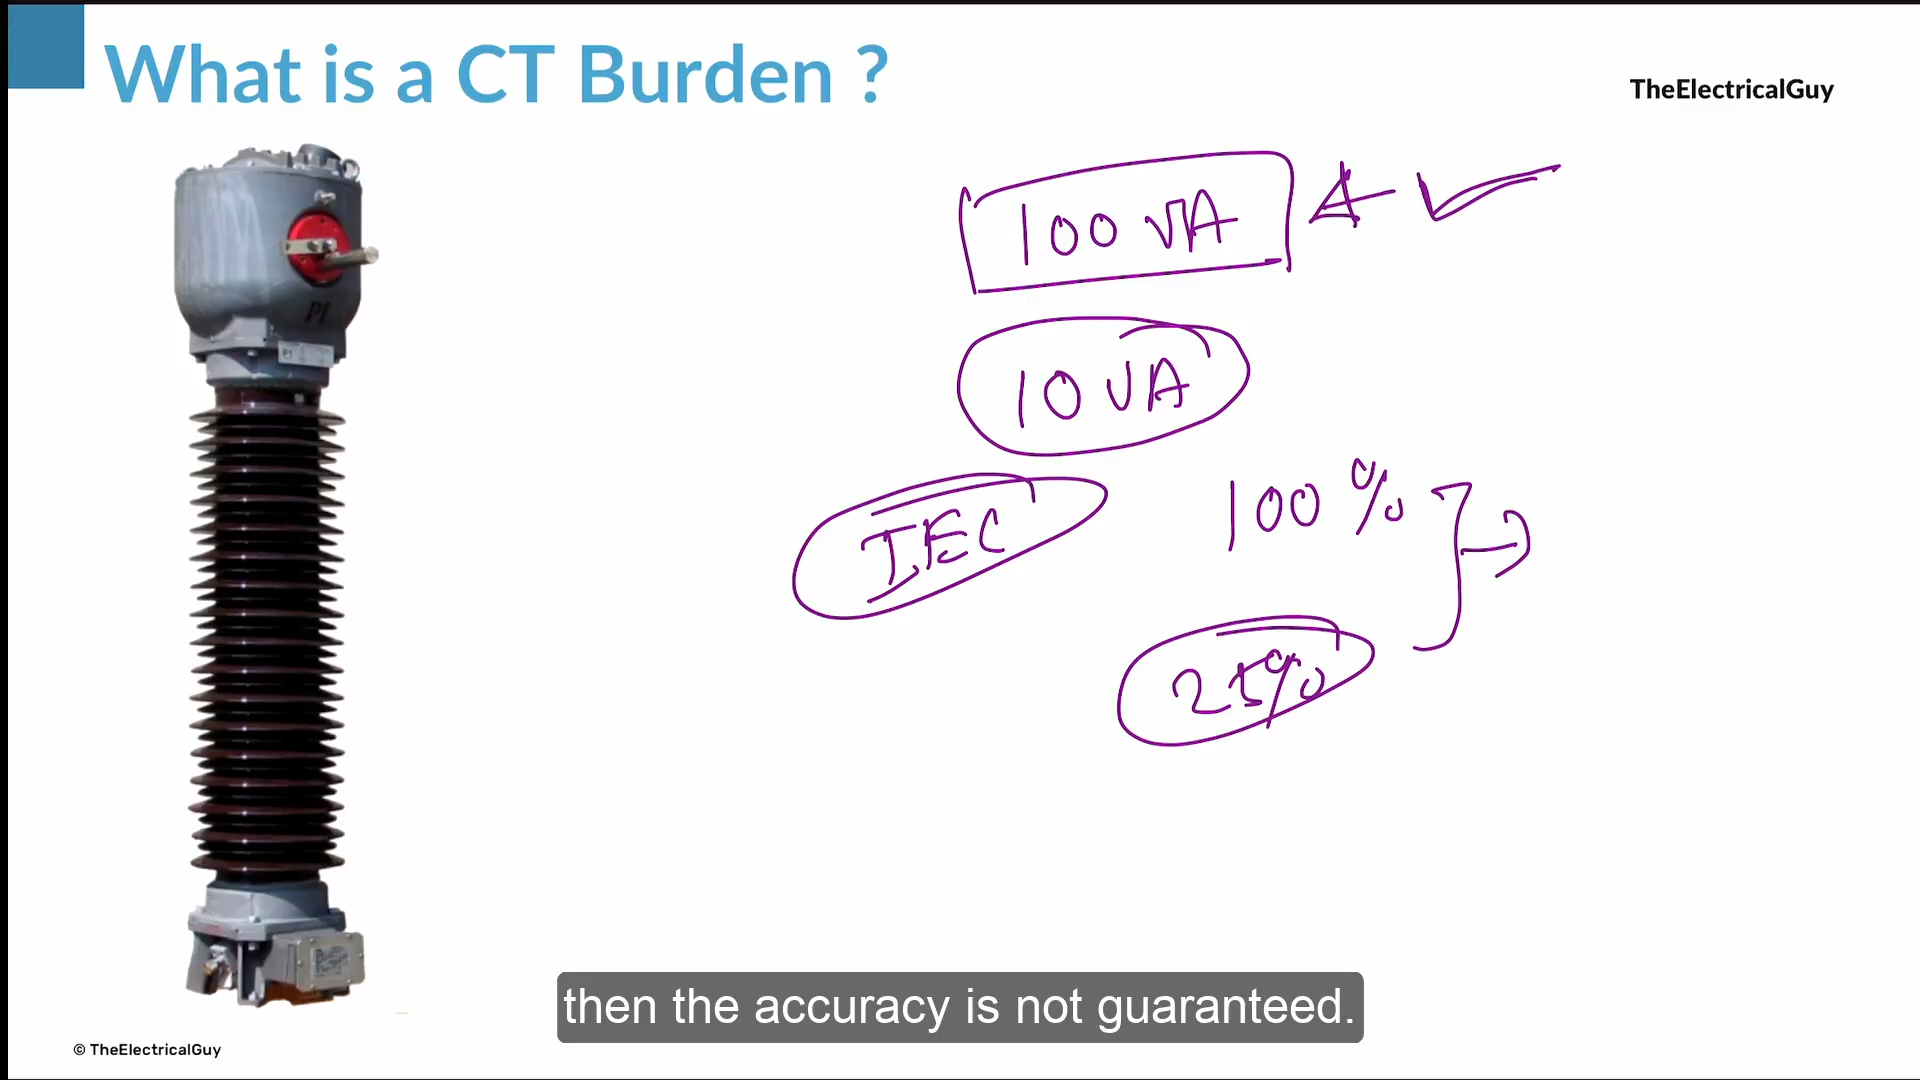 What is a CT Burden ?
TheElectricalGuy
100 VA
10 VA
IEC
100 %
25%
P1
then the accuracy is not guaranteed.
© TheElectricalGuy